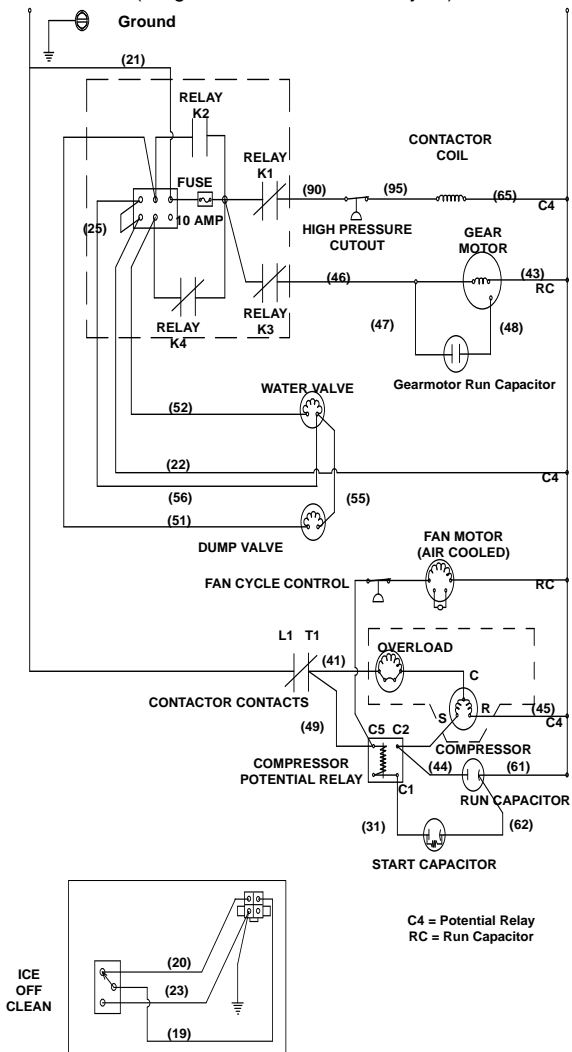 Ground
(21)
RELAY
K2
RELAY
K1
CONTACTOR
COIL
FUSE
(90)
(95)
(65)
C4
(25)
10 AMP
HIGH PRESSURE
CUTOUT
GEAR
MOTOR
(46)
(43)
RC
RELAY
K4
RELAY
K3
(47)
(48)
Gearmotor Run Capacitor
WATER VALVE
(52)
(22)
C4
(56)
(55)
(51)
DUMP VALVE
FAN MOTOR
(AIR COOLED)
FAN CYCLE CONTROL
RC
L1 T1
(41)
OVERLOAD
C
CONTACTOR CONTACTS
S
R
(45)
C4
(49)
C5 C2
COMPRESSOR
COMPRESSOR
POTENTIAL RELAY
(44)
(61)
C1
RUN CAPACITOR
(31)
(62)
START CAPACITOR
C4 = Potential Relay
RC = Run Capacitor
ICE
OFF
CLEAN
(20)
(23)
(19)